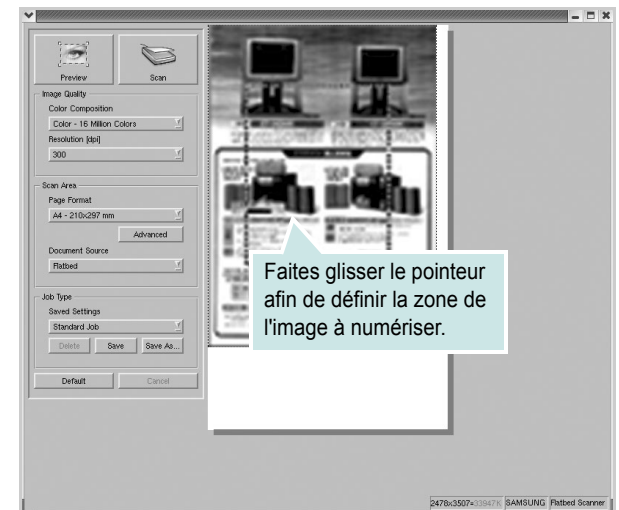 Preview
Scan
Image Quality
Color Composition
Color - 16 Million Colors
Resolution [dpi]
300
Scan Area
Page Format
A4 - 210x297 mm
Advanced
Document Source
Flatbed
Job Type
Saved Settings
Standard Job
Delete
Save
Save As...
Default
Cancel
Faites glisser le pointeur
afin de définir la zone de
l'image à numériser.
2478x3507=33947K
SAMSUNG
Flatbed Scanner